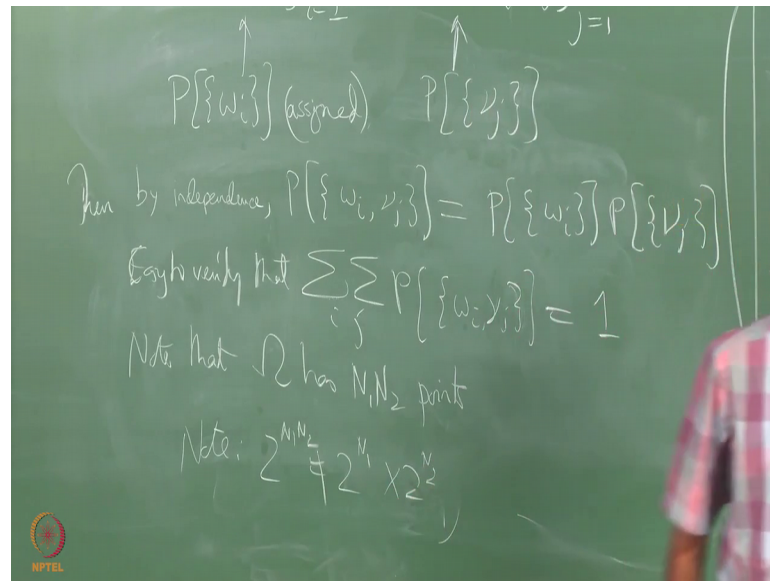 j=1
P[{ωi}] (assigned) P[{νj}]
Then by independence, P[{ωi, νj}] = P[{ωi}] P[{νj}]
Easy to verify that ∑i ∑j P[{ωi, νj}] = 1
Note that Ω has N1N2 points
Note: 2^N1N2 ≠ 2^N1 × 2^N2
NPTEL